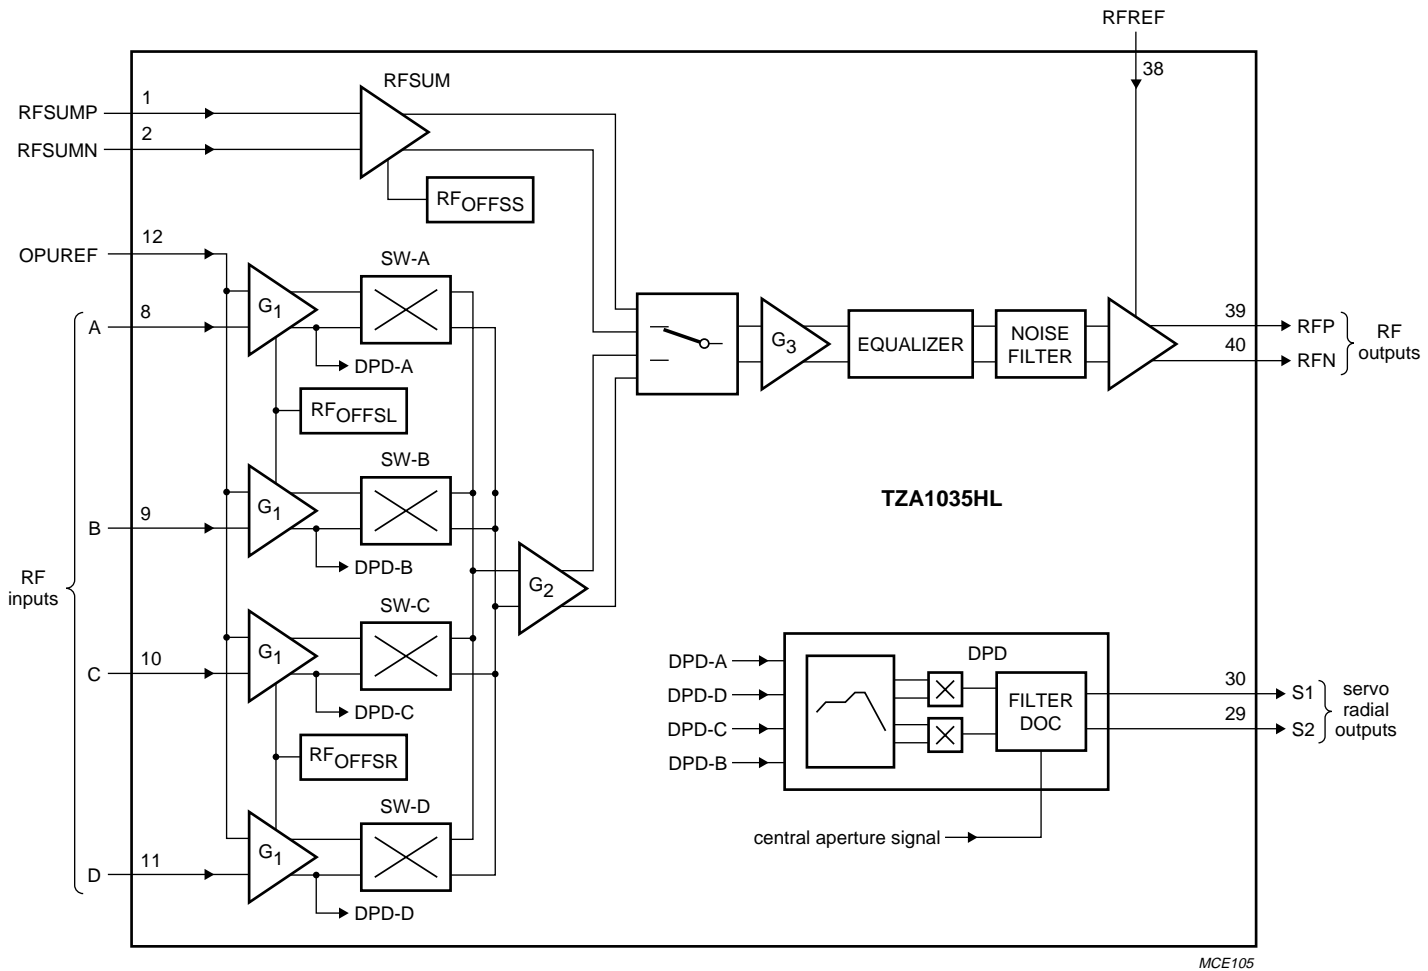 RFREF
38
RFSUM
RFSUMP
1
RFSUMN
2
RFOFFSS
OPUREF
12
SW-A
G1
A
8
DPD-A
RFOFFSL
SW-B
G1
B
9
DPD-B
RF
inputs
G2
SW-C
G1
C
10
DPD-C
RFOFFSR
SW-D
G1
D
11
DPD-D
G3
EQUALIZER
NOISE
FILTER
39
RFP
40
RFN
RF
outputs
TZA1035HL
DPD
DPD-A
DPD-D
DPD-C
DPD-B
FILTER
DOC
30
S1
29
S2
servo
radial
outputs
central aperture signal
MCE105